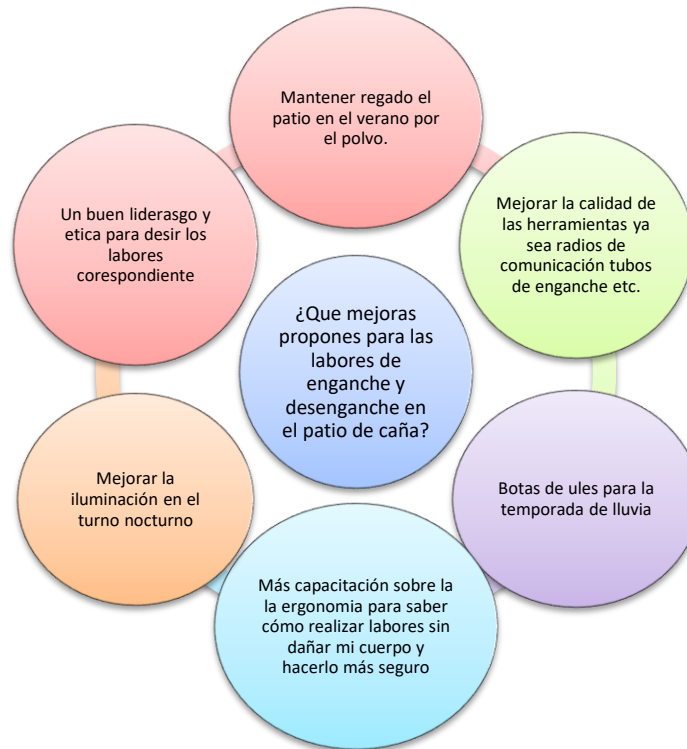 Mantener regado el
patio en el verano por
el polvo.
Mejorar la calidad de
las herramientas ya
sea radios de
comunicación tubos
de enganche etc.
Botas de ules para la
temporada de lluvia
Más capacitación sobre la
la ergonomia para saber
cómo realizar labores sin
dañar mi cuerpo y
hacerlo más seguro
Mejorar la
iluminación en el
turno nocturno
Un buen liderasgo y
etica para desir los
labores
corespondiente
¿Que mejoras
propones para las
labores de
enganche y
desenganche en
el patio de caña?